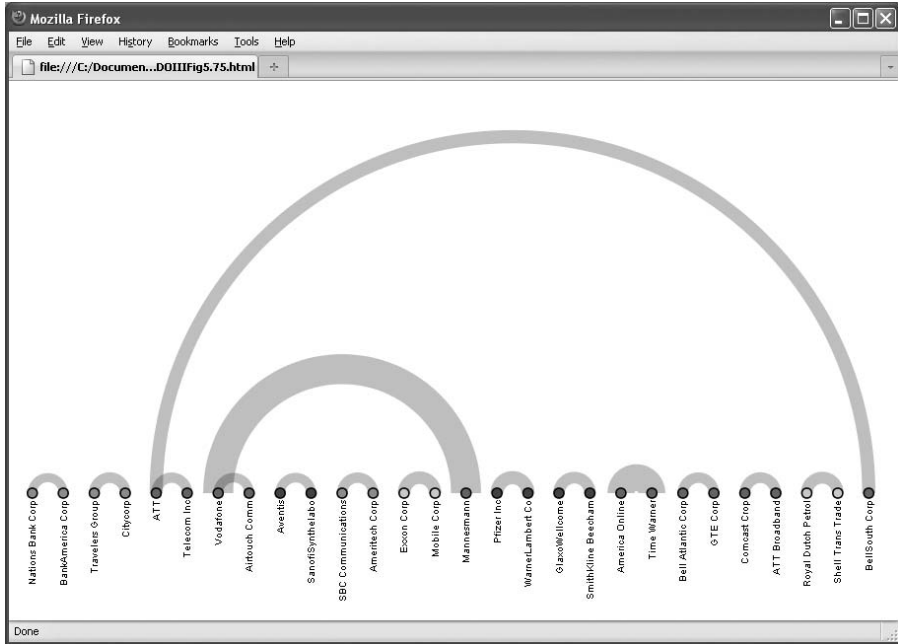 Mozilla Firefox
File Edit View History Bookmarks Tools Help
file:///C:/Documen...DOIIIFig5.75.html
Nations Bank Corp
BankAmerica Corp
Travelers Group
Citycorp
ATT
Telecom Inc
Vodafone
Airtouch Comm
Aventis
SanofiSynthelabo
SBC Communications
Ameritech Corp
Exxon Corp
Mobile Corp
Mannesmann
Pfizer Inc
WarnerLambert Co
GlaxoWellcome
SmithKline Beecham
America Online
Time Warner
Bell Atlantic Corp
GTE Corp
Comcast Crop
ATT Broadband
Royal Dutch Petroll
Shell Trans Trade
BellSouth Corp
Done